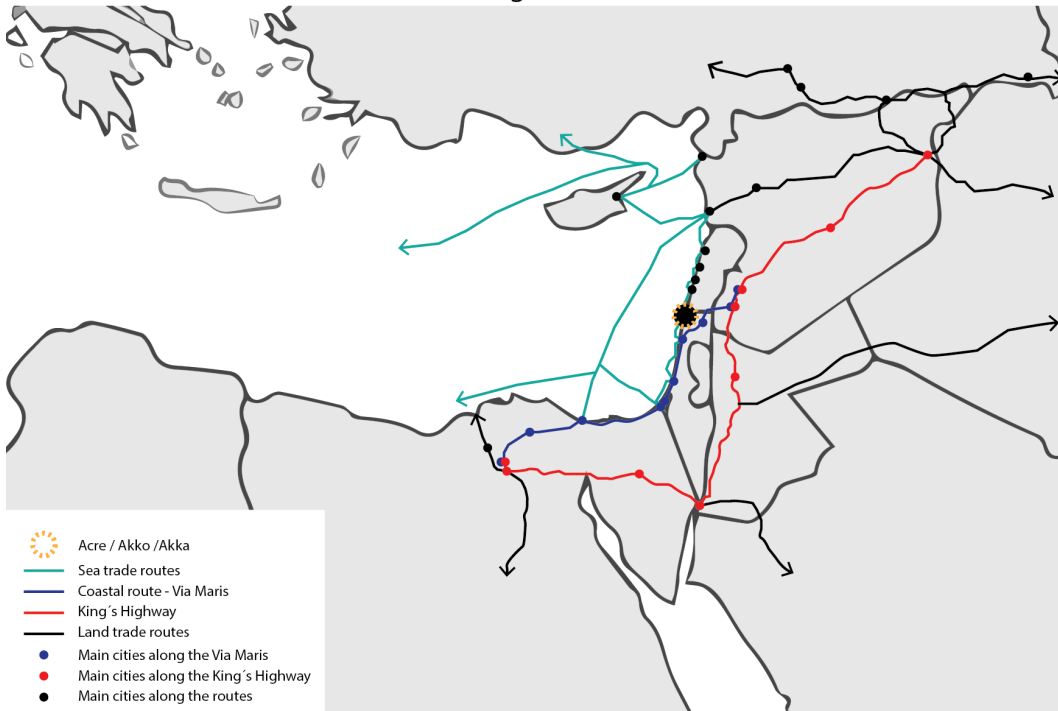 Acre / Akko /Akka
Sea trade routes
Coastal route - Via Maris
King´s Highway
Land trade routes
Main cities along the Via Maris
Main cities along the King´s Highway
Main cities along the routes